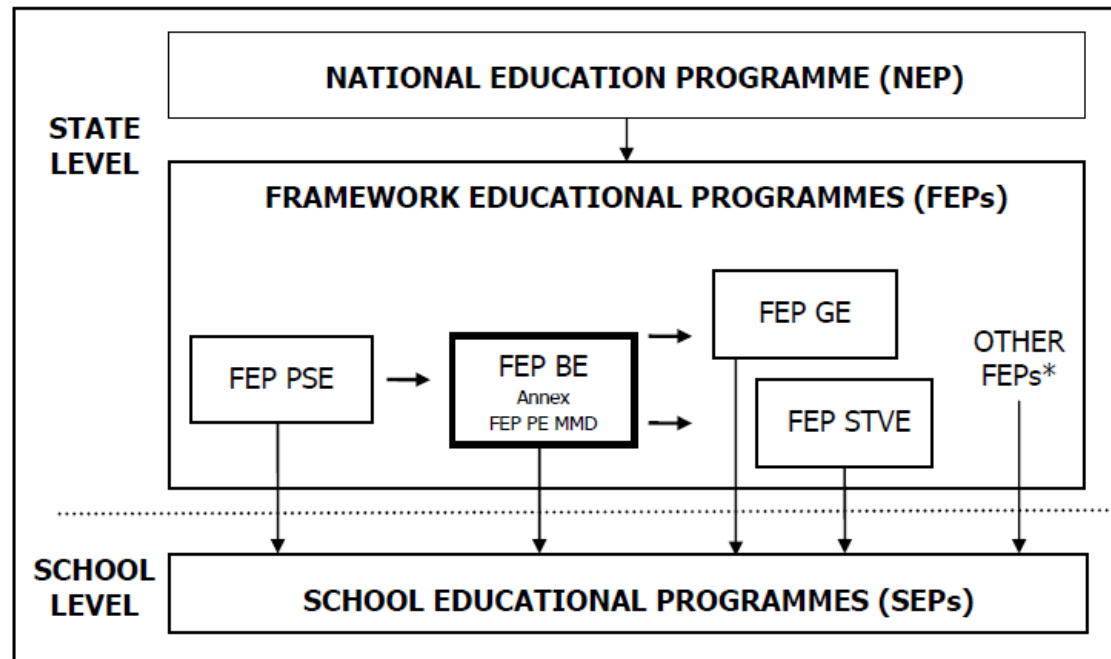 NATIONAL EDUCATION PROGRAMME (NEP)
STATE
LEVEL
FRAMEWORK EDUCATIONAL PROGRAMMES (FEPs)
FEP PSE
FEP BE
Annex
FEP PE MMD
FEP GE
FEP STVE
OTHER
FEPs*
SCHOOL
LEVEL
SCHOOL EDUCATIONAL PROGRAMMES (SEPs)